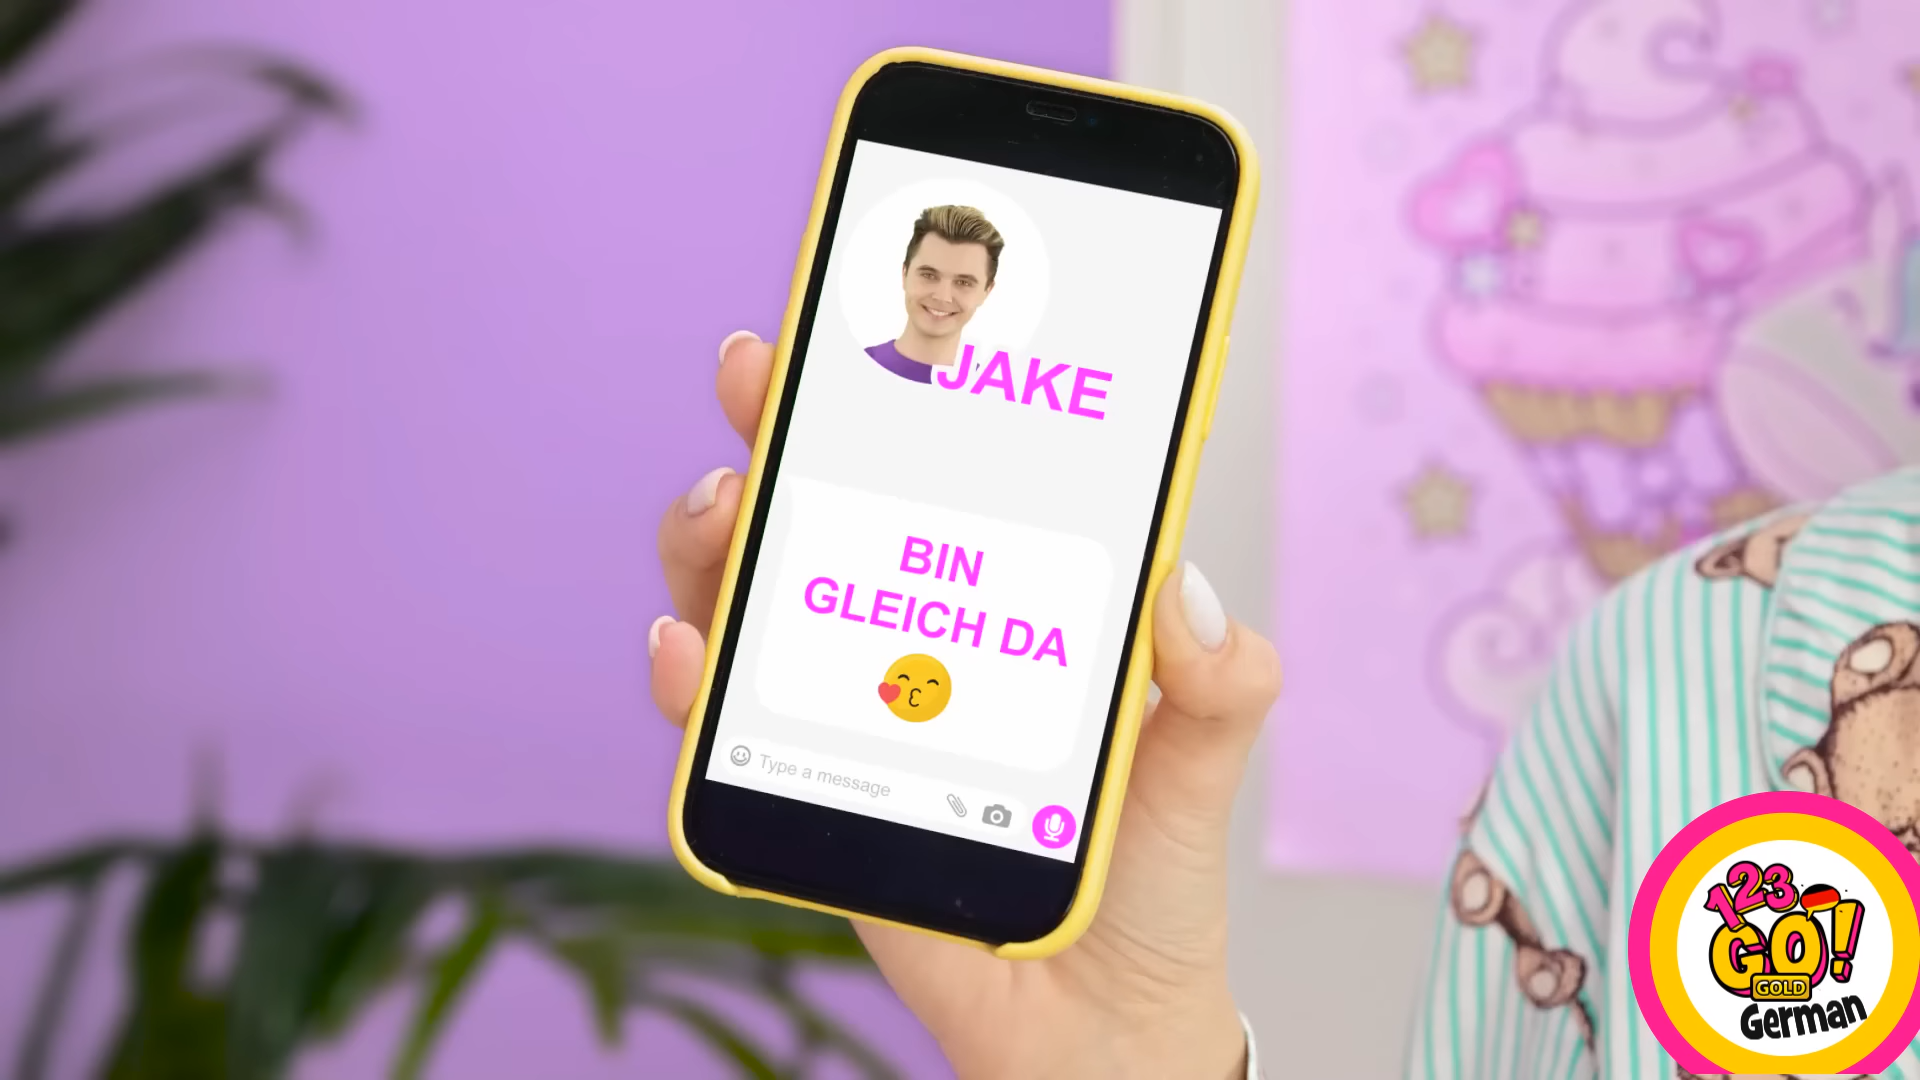 JAKE
BIN
GLEICH DA
Type a message
123
GO!
GOLD
German